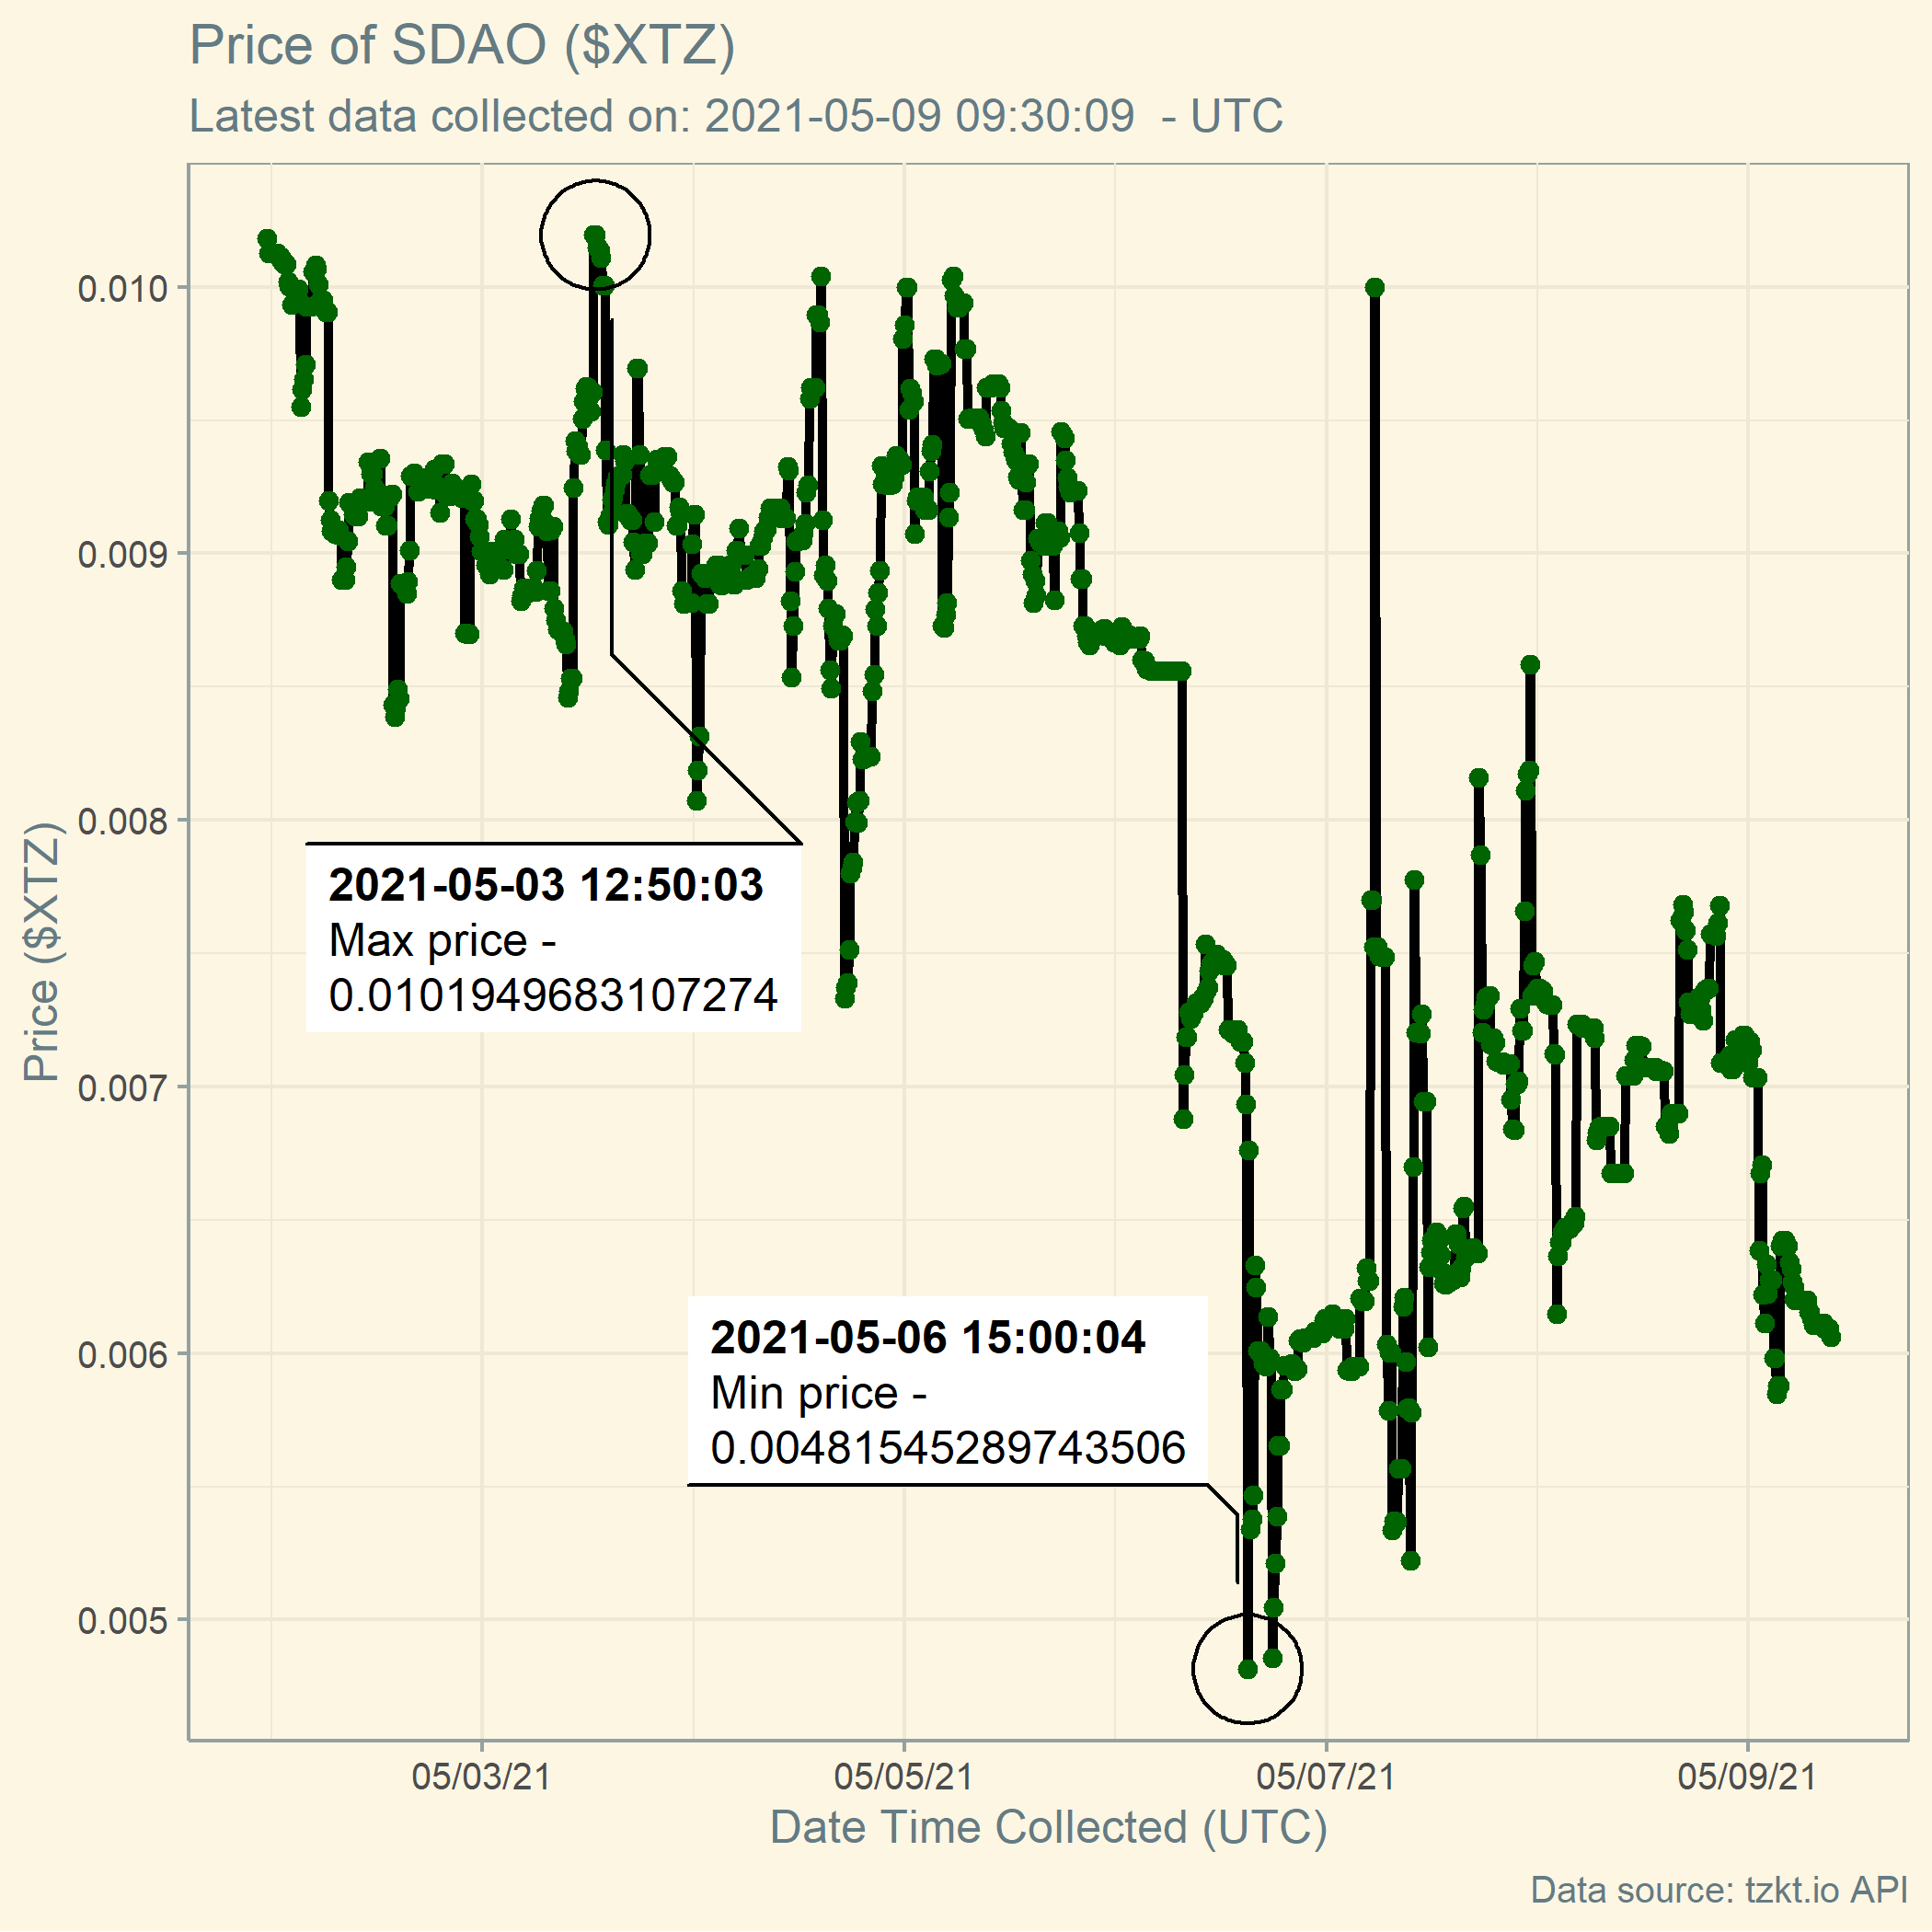 Price of SDAO ($XTZ)
Latest data collected on: 2021-05-09 09:30:09  - UTC
0.010
0.009
0.008
0.007
0.006
0.005
Price ($XTZ)
2021-05-03 12:50:03
Max price -
0.0101949683107274
2021-05-06 15:00:04
Min price -
0.00481545289743506
05/03/21
05/05/21
05/07/21
05/09/21
Date Time Collected (UTC)
Data source: tzkt.io API